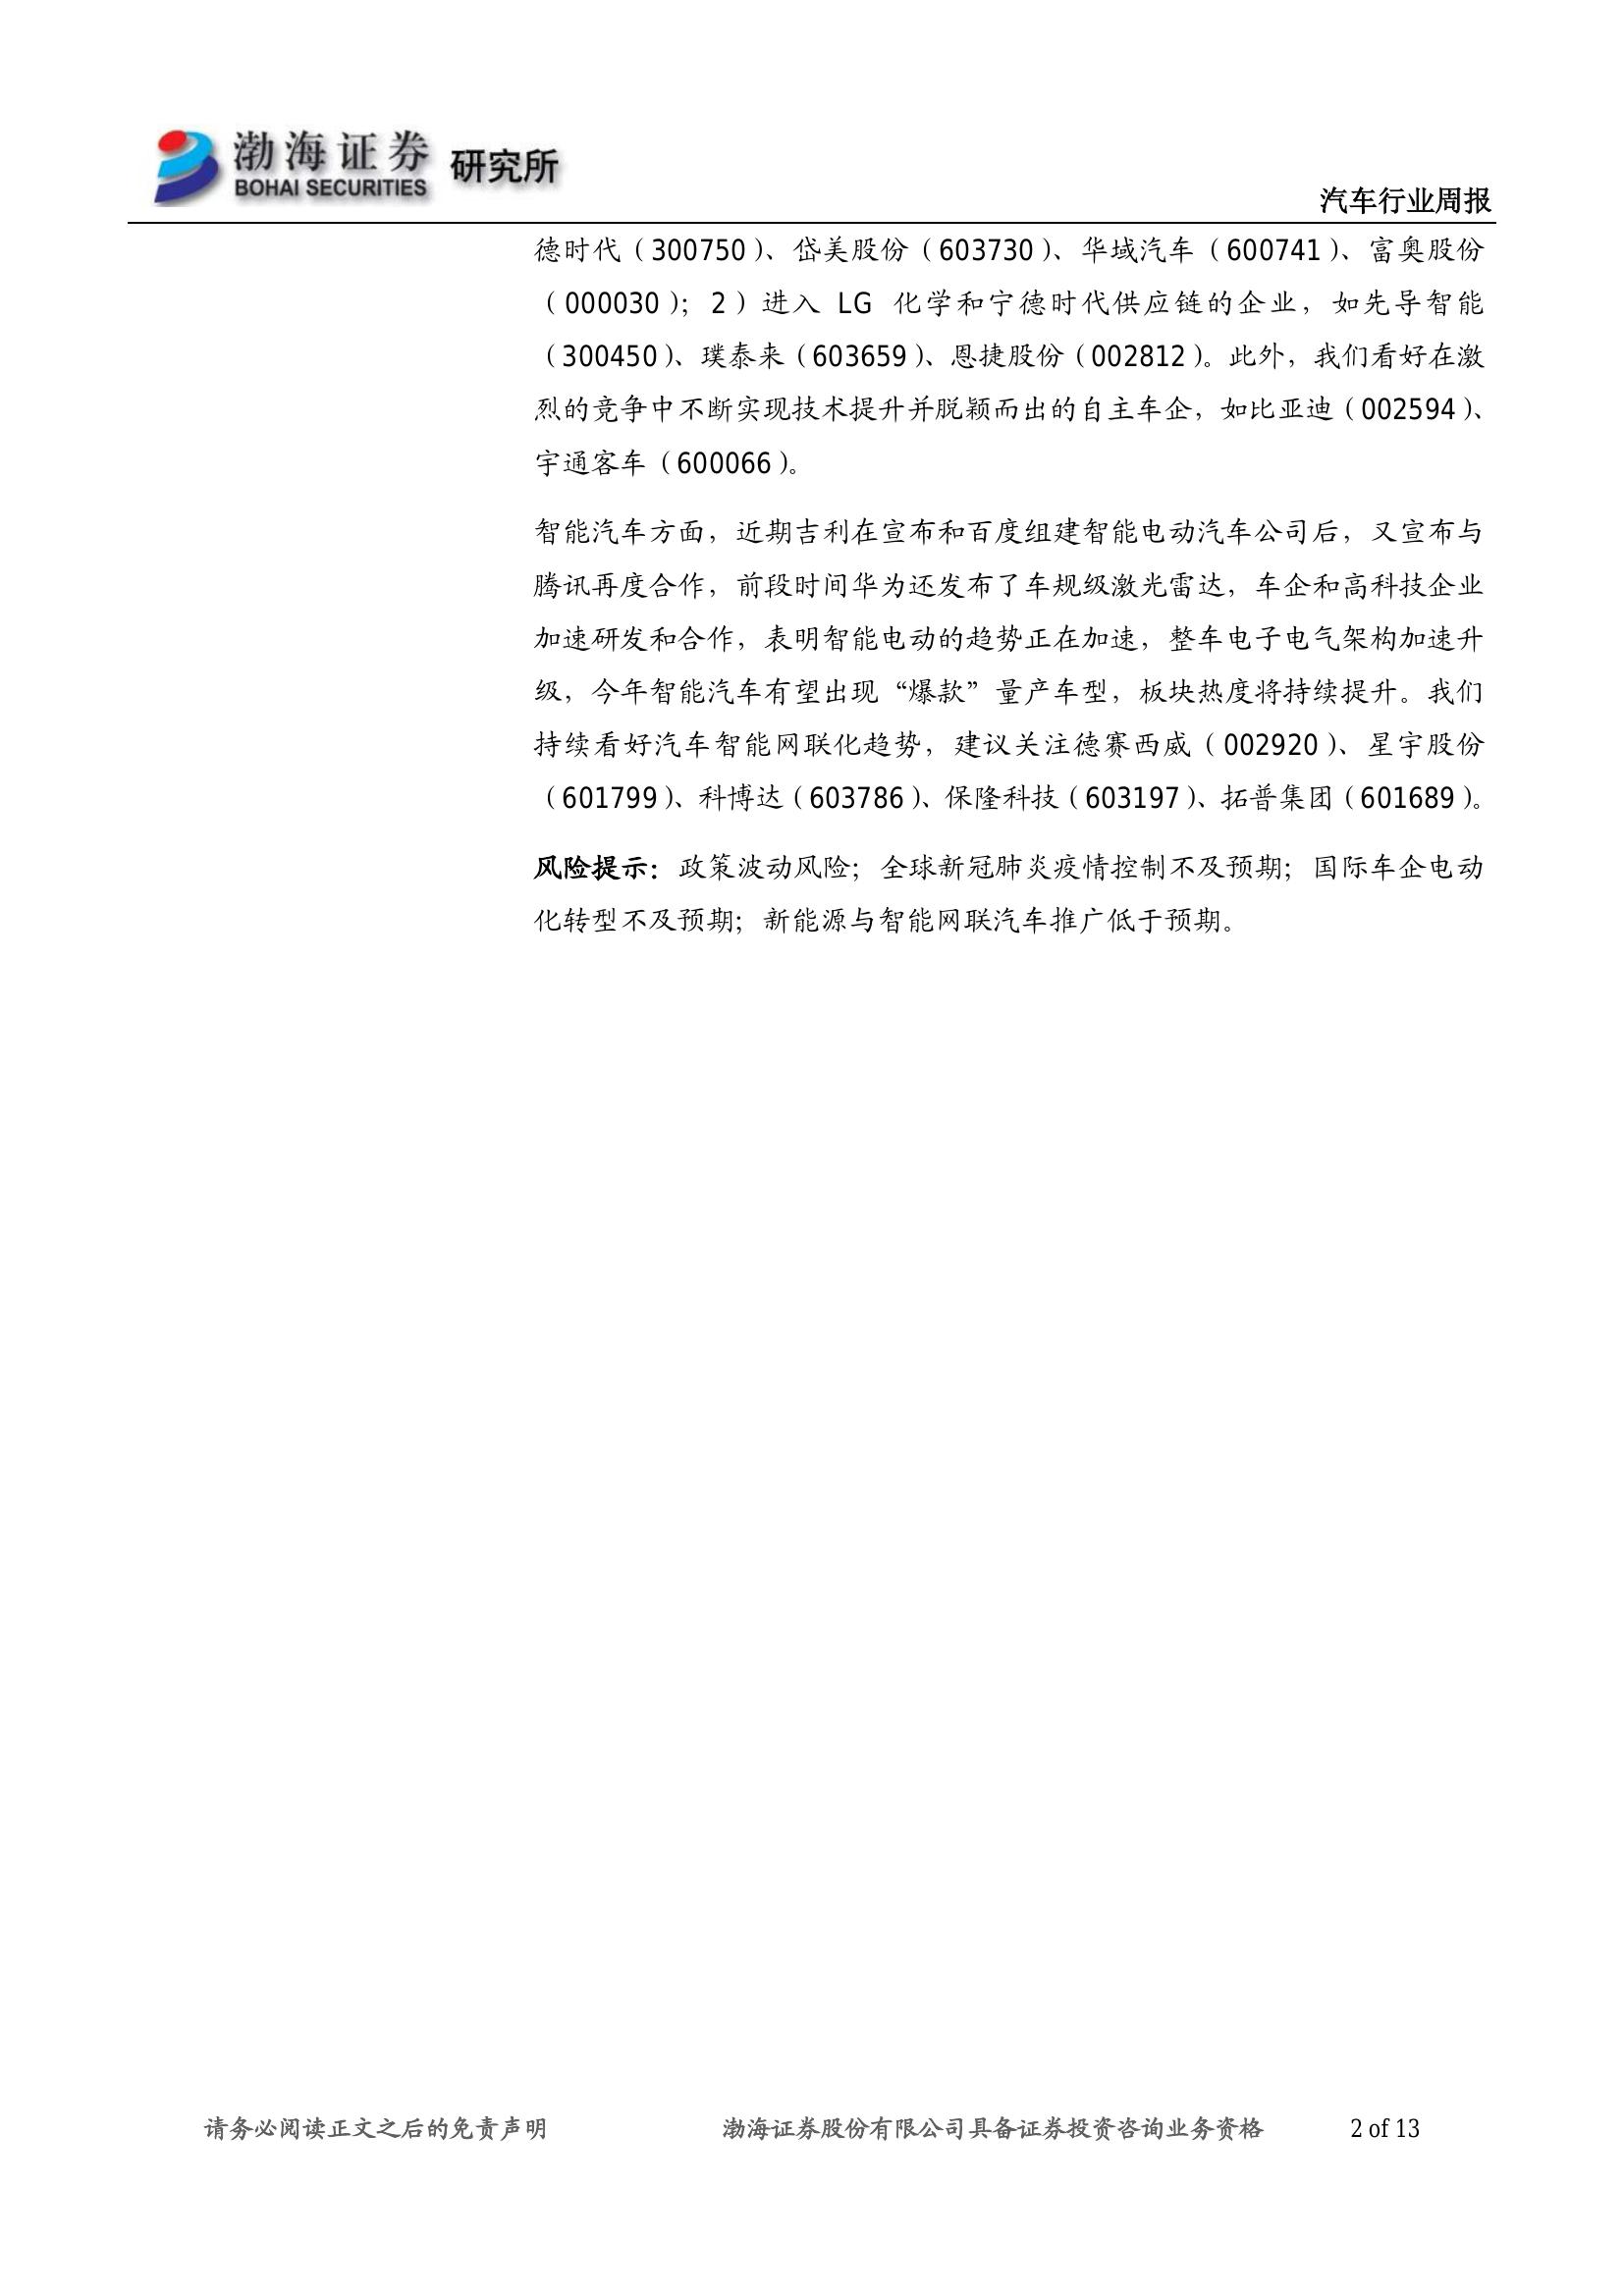 渤海证券 研究所
BOHAI SECURITIES
汽车行业周报
德时代（300750）、岱美股份（603730）、华域汽车（600741）、富奥股份
（000030）；2）进入 LG 化学和宁德时代供应链的企业，如先导智能
（300450）、璞泰来（603659）、恩捷股份（002812）。此外，我们看好在激
烈的竞争中不断实现技术提升并脱颖而出的自主车企，如比亚迪（002594）、
宇通客车（600066）。
智能汽车方面，近期吉利在宣布和百度组建智能电动汽车公司后，又宣布与
腾讯再度合作，前段时间华为还发布了车规级激光雷达，车企和高科技企业
加速研发和合作，表明智能电动的趋势正在加速，整车电子电气架构加速升
级，今年智能汽车有望出现“爆款”量产车型，板块热度将持续提升。我们
持续看好汽车智能网联化趋势，建议关注德赛西威（002920）、星宇股份
（601799）、科博达（603786）、保隆科技（603197）、拓普集团（601689）。
风险提示：政策波动风险；全球新冠肺炎疫情控制不及预期；国际车企电动
化转型不及预期；新能源与智能网联汽车推广低于预期。
请务必阅读正文之后的免责声明 渤海证券股份有限公司具备证券投资咨询业务资格 2 of 13